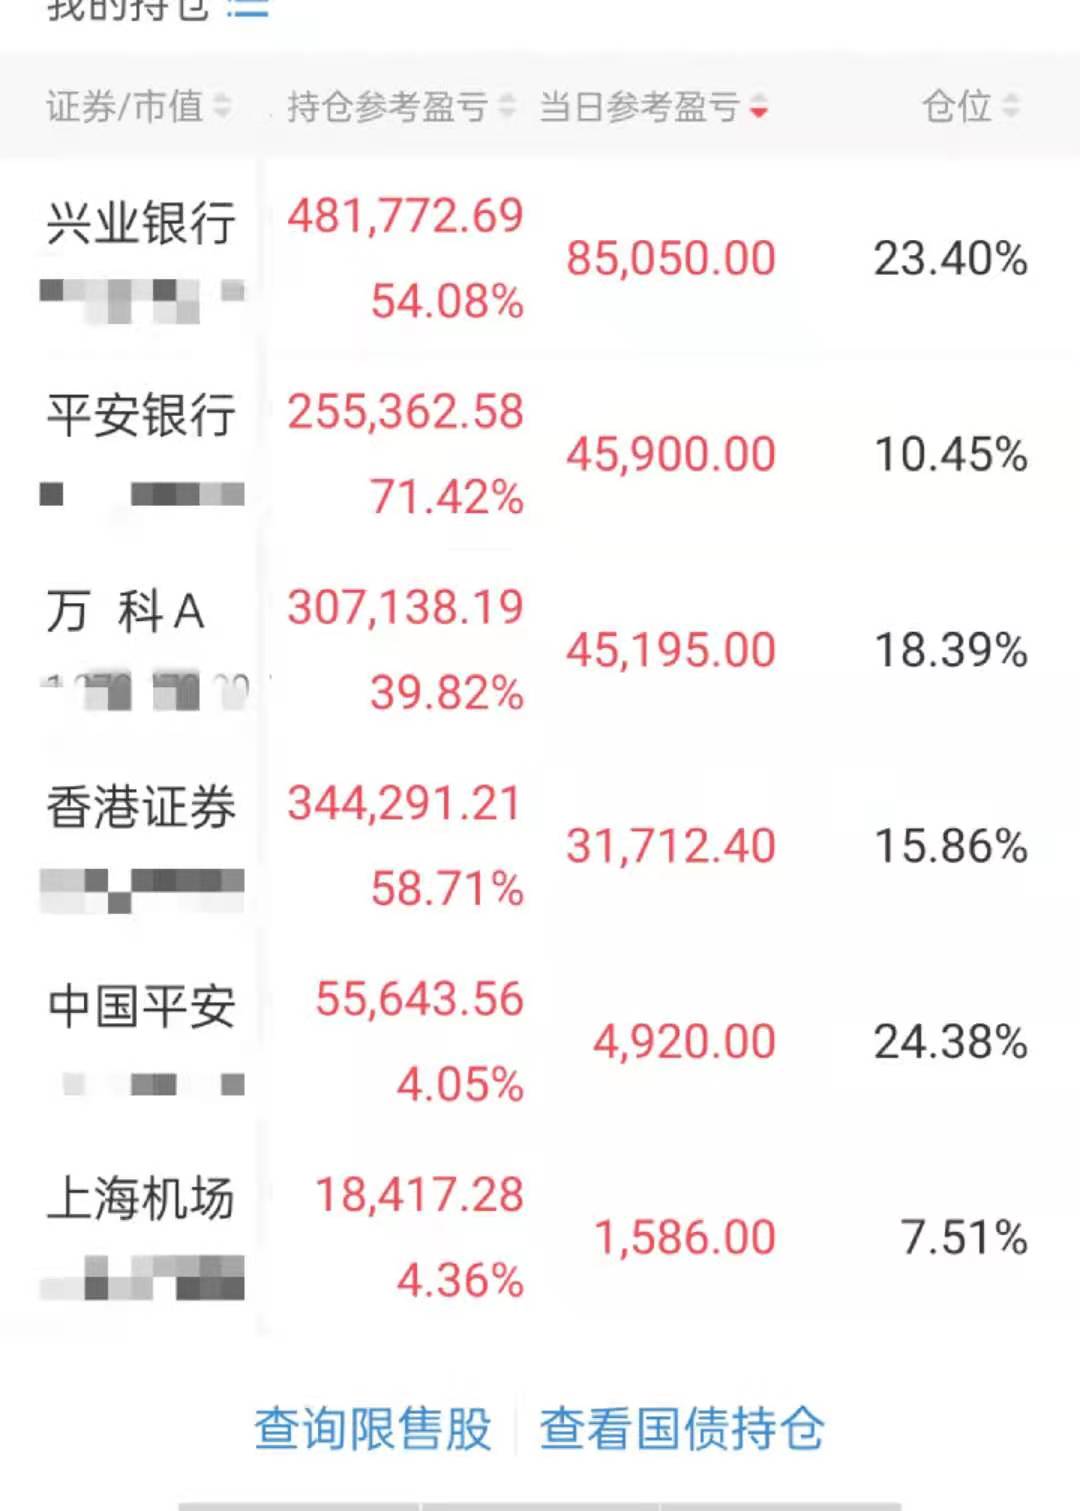 我的持仓
证券/市值 持仓参考盈亏 当日参考盈亏 仓位
兴业银行 481,772.69 85,050.00 23.40%
54.08%
平安银行 255,362.58 45,900.00 10.45%
71.42%
万 科A 307,138.19 45,195.00 18.39%
39.82%
香港证券 344,291.21 31,712.40 15.86%
58.71%
中国平安 55,643.56 4,920.00 24.38%
4.05%
上海机场 18,417.28 1,586.00 7.51%
4.36%
查询限售股 查看国债持仓